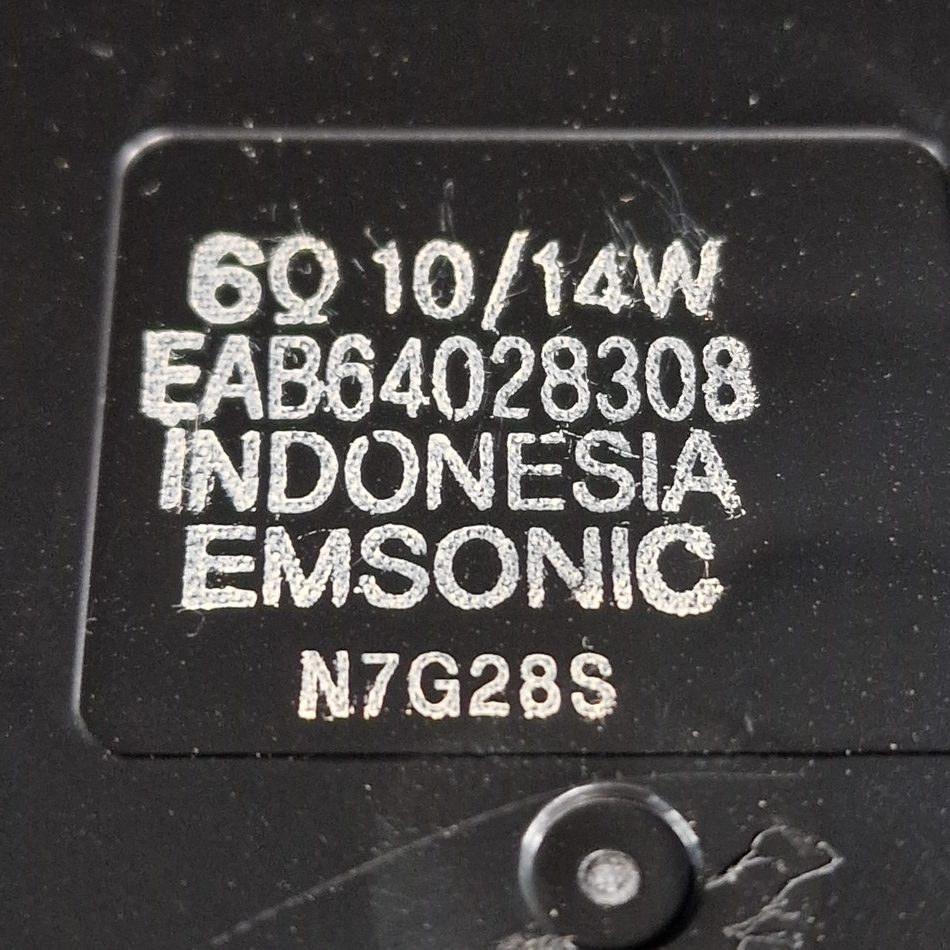 6Ω 10/14W
EAB64028308
INDONESIA
EMSONIC
N7G28S